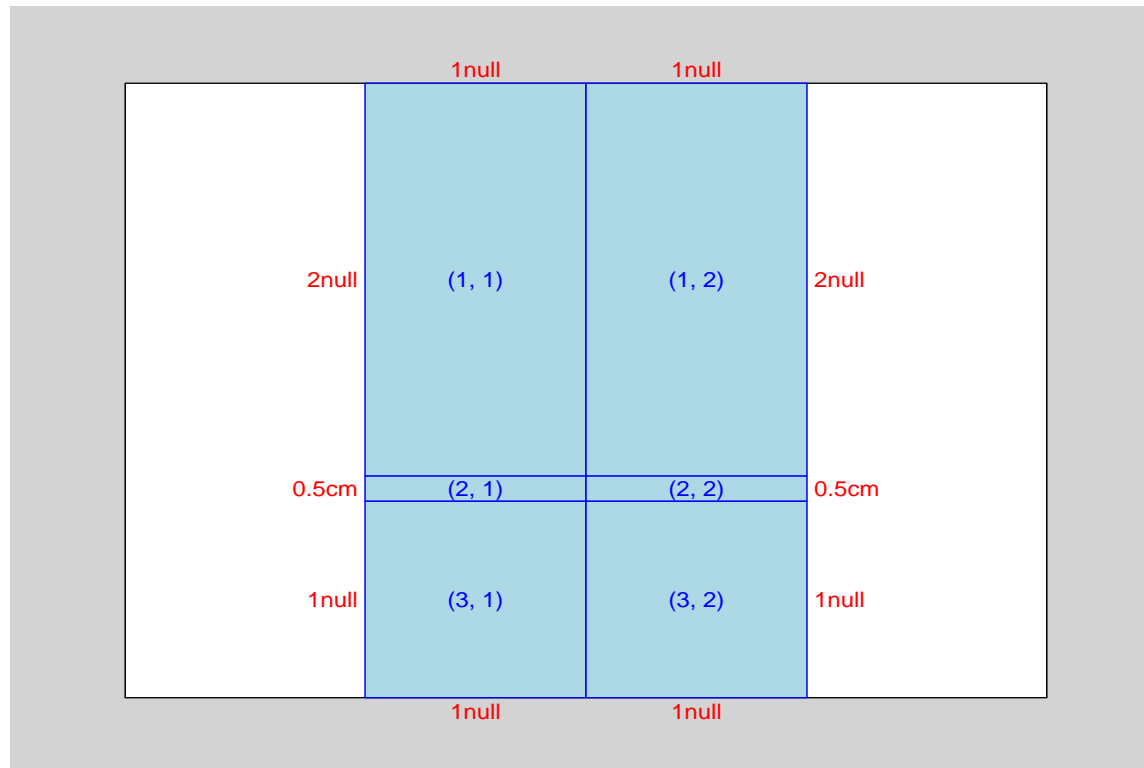 1null 1null
2null (1, 1) (1, 2) 2null
0.5cm (2, 1) (2, 2) 0.5cm
1null (3, 1) (3, 2) 1null
1null 1null